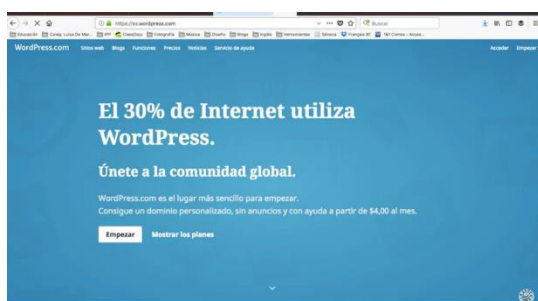 https://es.wordpress.com
Buscar
WordPress.com Sitios web Blogs Funciones Precios Noticias Servicio de ayuda Acceder Empezar
El 30% de Internet utiliza
WordPress.
Únete a la comunidad global.
WordPress.com es el lugar más sencillo para empezar.
Consigue un dominio personalizado, sin anuncios y con ayuda a partir de $4,00 al mes.
Empezar Mostrar los planes